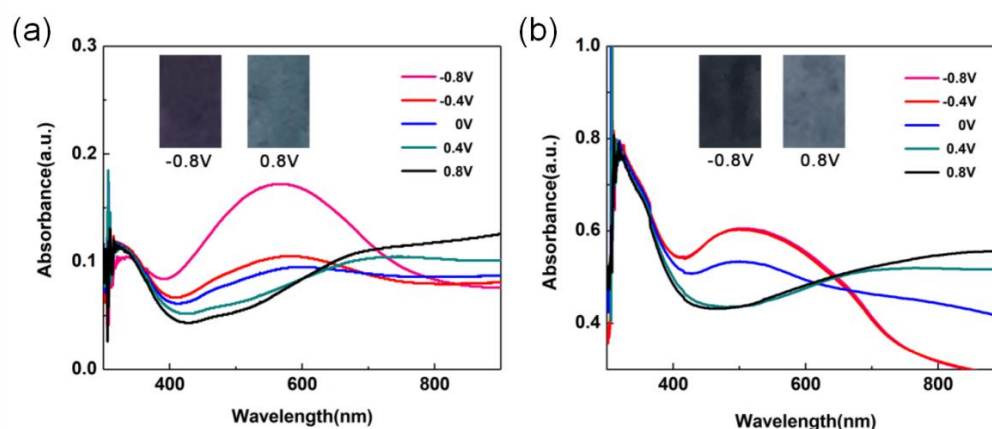 (a)
0.3
0.2
0.1
0.0
Absorbance(a.u.)
-0.8V
0.8V
-0.8V
-0.4V
0V
0.4V
0.8V
400
600
800
Wavelength(nm)
(b)
1.0
0.8
0.6
0.4
Absorbance(a.u.)
-0.8V
0.8V
-0.8V
-0.4V
0V
0.4V
0.8V
400
600
800
Wavelength(nm)